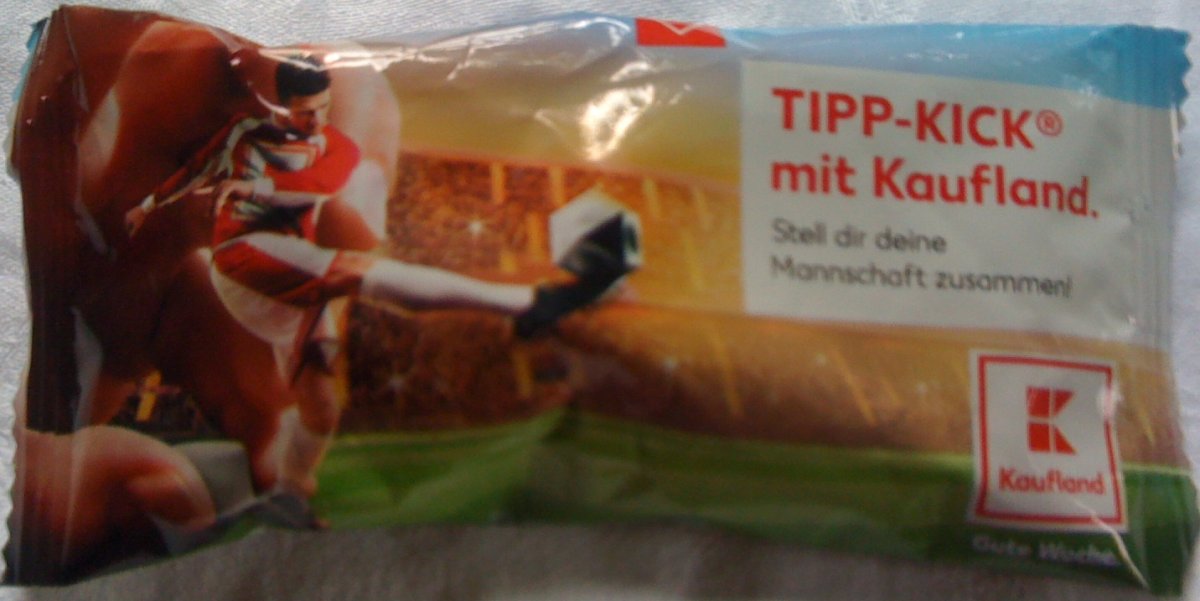 TIPP-KICK®
mit Kaufland.
Stell dir deine
Mannschaft zusammen!
Kaufland
Gute Woche.